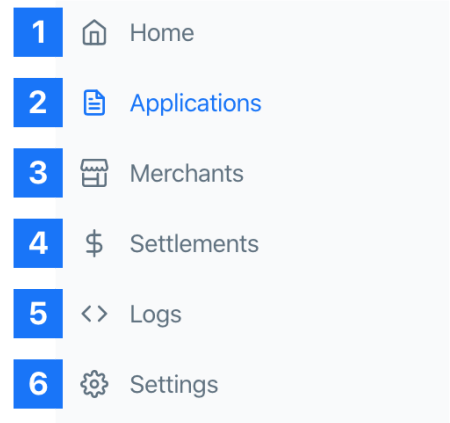 1 Home
2 Applications
3 Merchants
4 Settlements
5 Logs
6 Settings